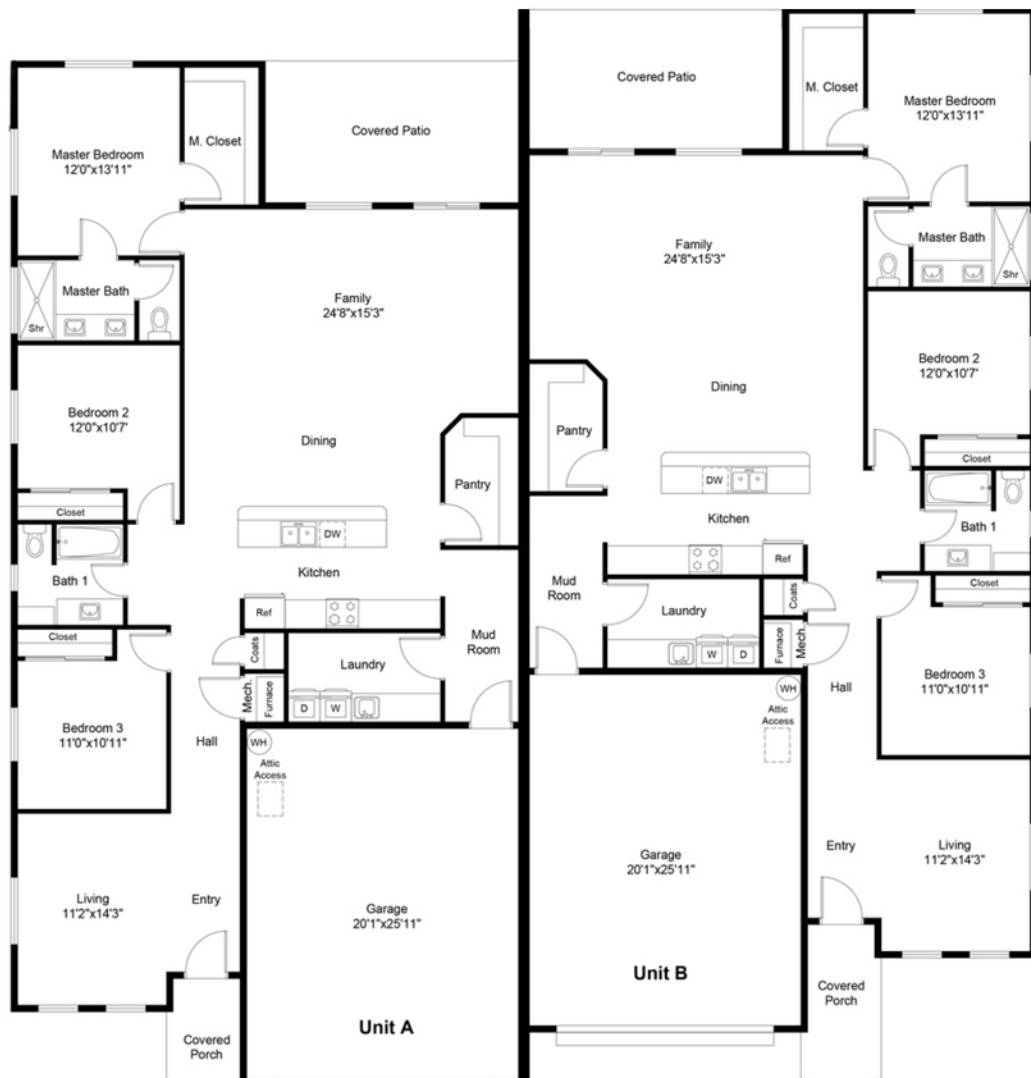 Covered Patio
M. Closet
Master Bedroom
12'0"x13'11"
Master Bath
Shr
Family
24'8"x15'3"
Bedroom 2
12'0"x10'7'
Dining
Pantry
Closet
DW
Kitchen
Bath 1
Ref
Closet
Coats
Laundry
Mud
Room
Mech.
Furnace
D
W
Bedroom 3
11'0"x10'11"
Hall
WH
Attic
Access
Living
11'2"x14'3"
Entry
Garage
20'1"x25'11"
Unit A
Covered
Porch
Covered Patio
M. Closet
Master Bedroom
12'0"x13'11"
Family
24'8"x15'3"
Master Bath
Shr
Bedroom 2
12'0"x10'7'
Dining
Pantry
Closet
DW
Kitchen
Bath 1
Ref
Closet
Mud
Room
Laundry
Coats
W
D
Furnace
Mech.
Bedroom 3
11'0"x10'11"
Hall
WH
Attic
Access
Garage
20'1"x25'11"
Entry
Living
11'2"x14'3"
Unit B
Covered
Porch